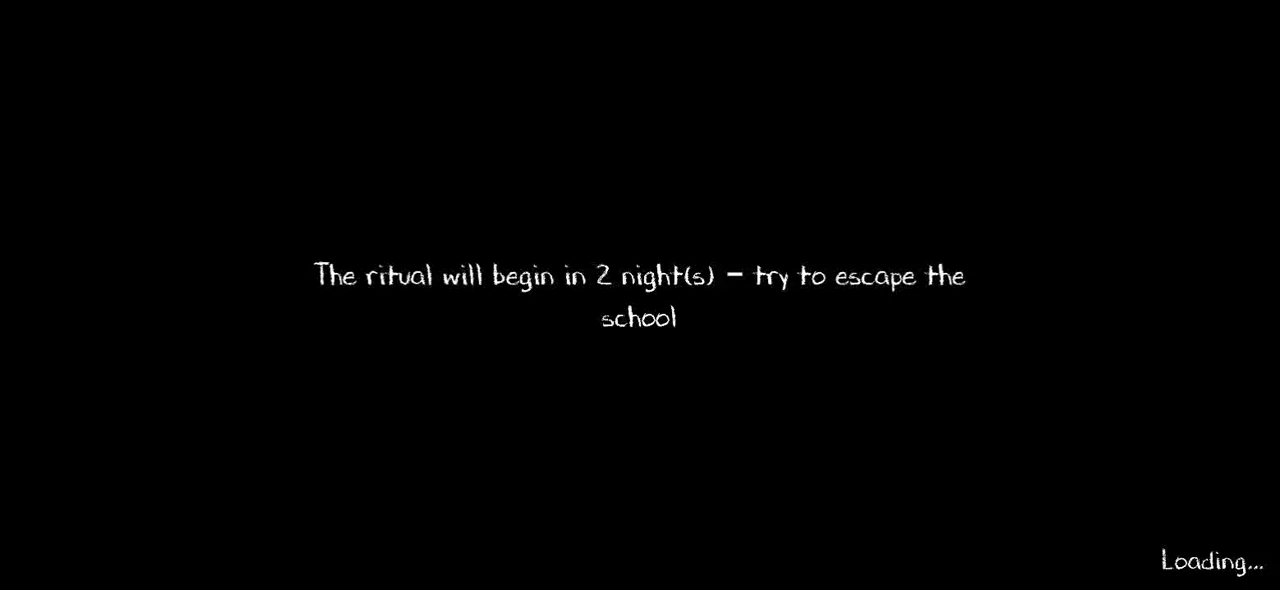 The ritual will begin in 2 night(s) - try to escape the
school
Loading...